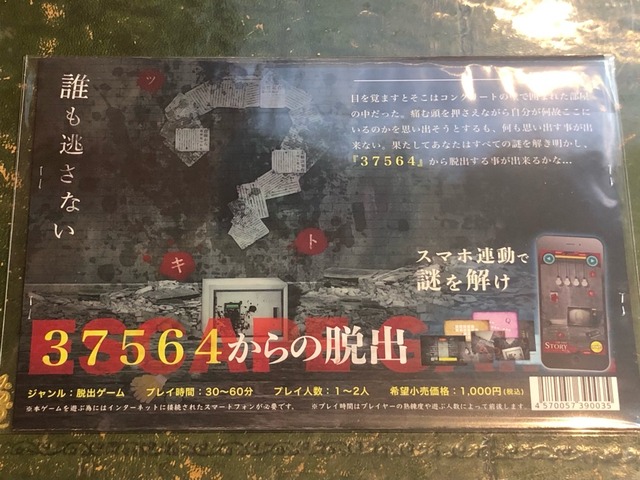 誰も逃さない
ッ
ト
キ
目を覚ますとそこはコンクリートの壁で囲まれた部屋
の中だった。痛む頭を押さえながら自分が何故ここに
いるのかを思い出そうとするも、何も思い出す事が出
来ない。果たしてあなたはすべての謎を解き明かし、
『37564』から脱出する事が出来るかな…
スマホ連動で
謎を解け
STORY
ESCAPE GA
37564からの脱出
ジャンル：脱出ゲーム プレイ時間：30〜60分 プレイ人数：1〜2人 希望小売価格：1,000円(税込)
※本ゲームを遊ぶ為にはインターネットに接続されたスマートフォンが必要です。 ※プレイ時間はプレイヤーの熟練度や遊ぶ人数によって前後します。
4 570057 390035